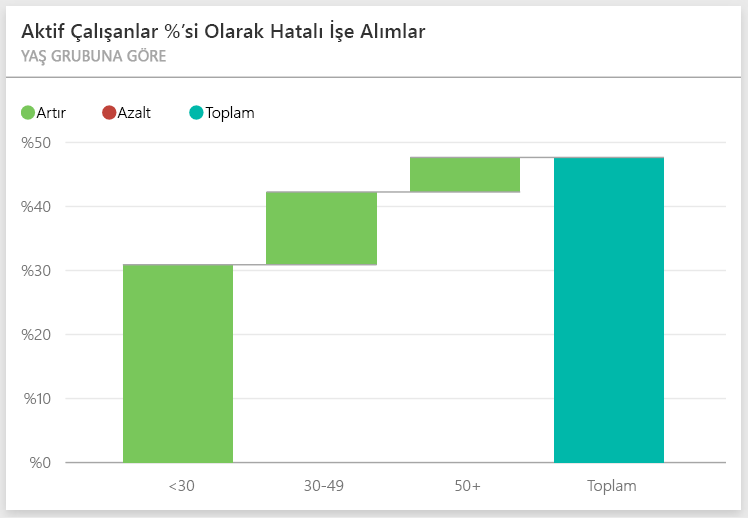 Aktif Çalışanlar %’si Olarak Hatalı İşe Alımlar
YAŞ GRUBUNA GÖRE
Artır Azalt Toplam
%50
%40
%30
%20
%10
%0
<30 30-49 50+ Toplam